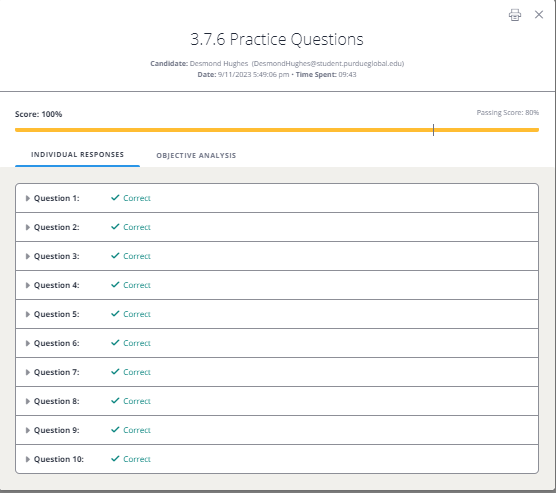 3.7.6 Practice Questions
Candidate: Desmond Hughes (DesmondHughes@student.purdueglobal.edu)
Date: 9/11/2023 5:49:06 pm • Time Spent: 09:43
Score: 100%
Passing Score: 80%
INDIVIDUAL RESPONSES
OBJECTIVE ANALYSIS
Question 1: Correct
Question 2: Correct
Question 3: Correct
Question 4: Correct
Question 5: Correct
Question 6: Correct
Question 7: Correct
Question 8: Correct
Question 9: Correct
Question 10: Correct